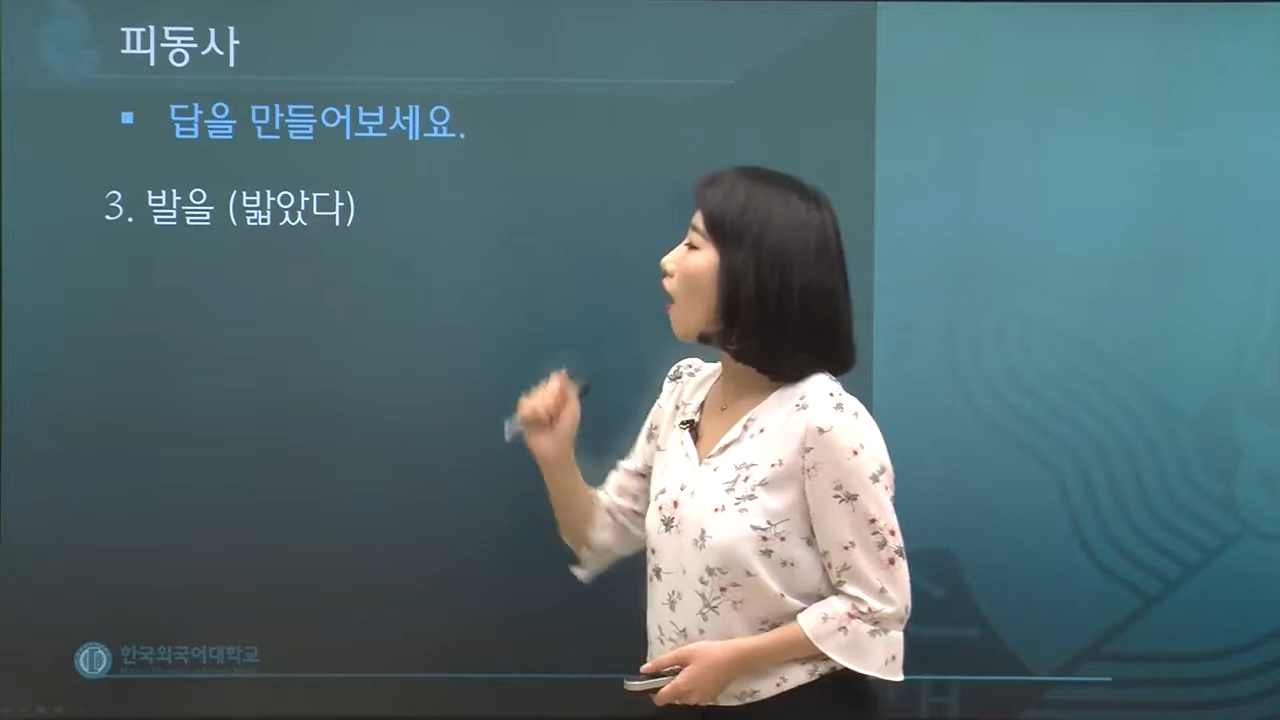 피동사
▪ 답을 만들어보세요.
3. 발을 (밟았다)
한국외국어대학교